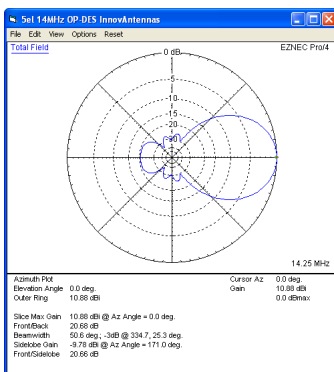 5el 14MHz OP-DES InnovAntennas
File Edit View Options Reset
Total Field
EZNEC Pro/4
0 dB
-5
-10
-15
-20
-30
14.25 MHz
Azimuth Plot
Elevation Angle 0.0 deg.
Outer Ring 10.88 dBi
Cursor Az 0.0 deg.
Gain 10.88 dBi
0.0 dBmax
Slice Max Gain 10.88 dBi @ Az Angle = 0.0 deg.
Front/Back 20.68 dB
Beamwidth 50.6 deg.; -3dB @ 334.7, 25.3 deg.
Sidelobe Gain -9.78 dBi @ Az Angle = 171.0 deg.
Front/Sidelobe 20.66 dB